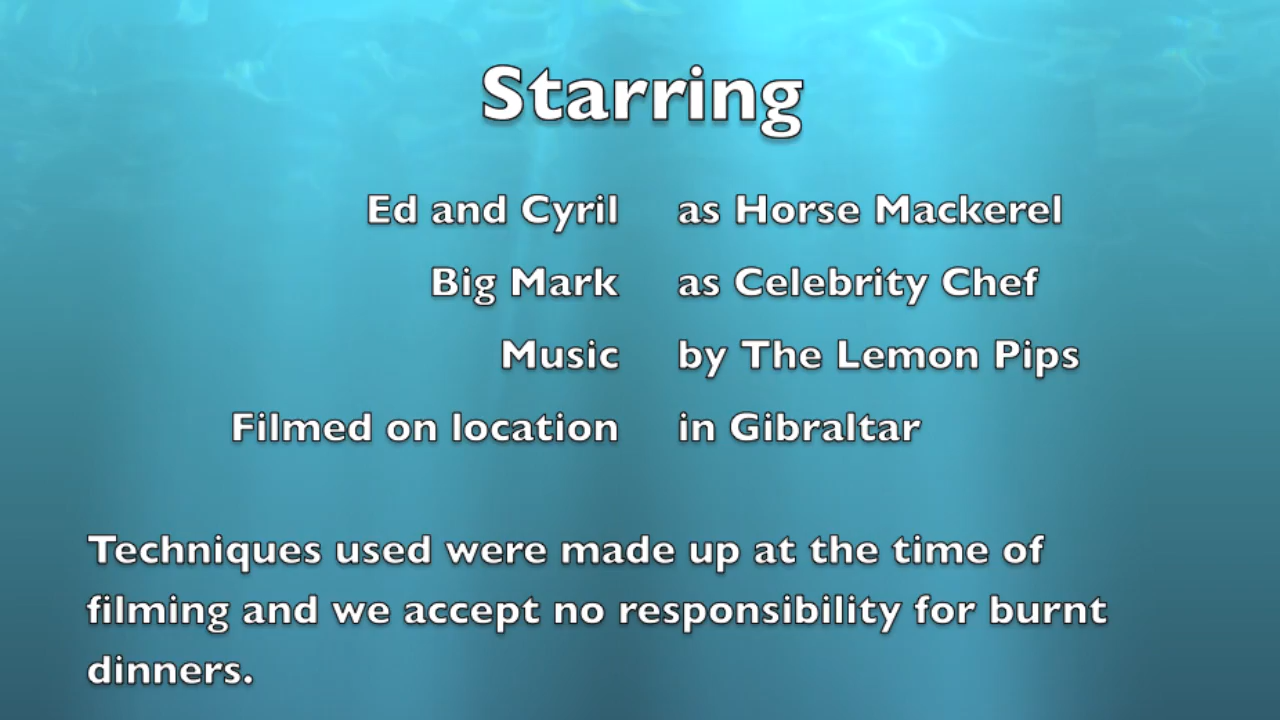 Starring
Ed and Cyril as Horse Mackerel
Big Mark as Celebrity Chef
Music by The Lemon Pips
Filmed on location in Gibraltar
Techniques used were made up at the time of
filming and we accept no responsibility for burnt
dinners.